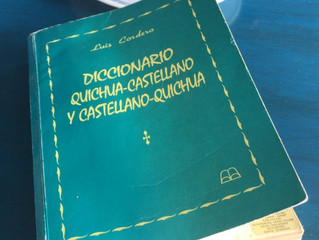 Luis Cordero
DICCIONARIO
QUICHUA-CASTELLANO
Y CASTELLANO-QUICHUA